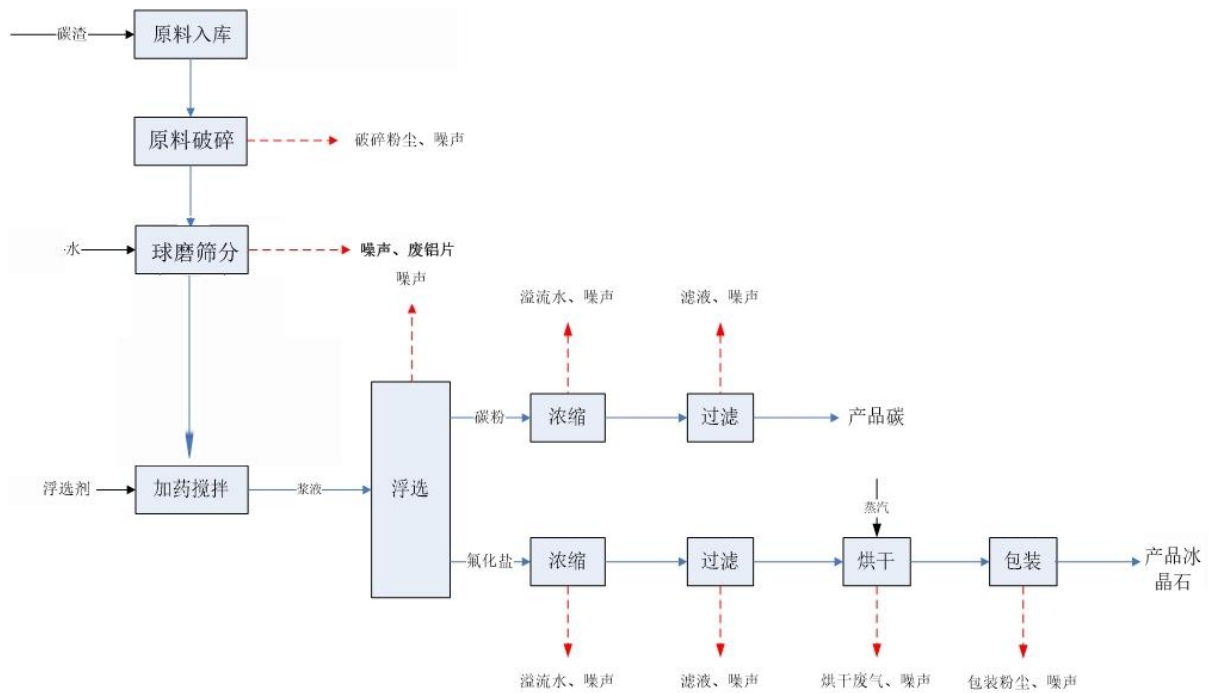 碳渣
原料入库
原料破碎
破碎粉尘、噪声
水
球磨筛分
噪声、废铝片
噪声
溢流水、噪声
滤液、噪声
碳粉
浓缩
过滤
产品碳
浮选剂
加药搅拌
浆液
浮选
蒸汽
氟化盐
浓缩
过滤
烘干
包装
产品冰
晶石
溢流水、噪声
滤液、噪声
烘干废气、噪声
包装粉尘、噪声